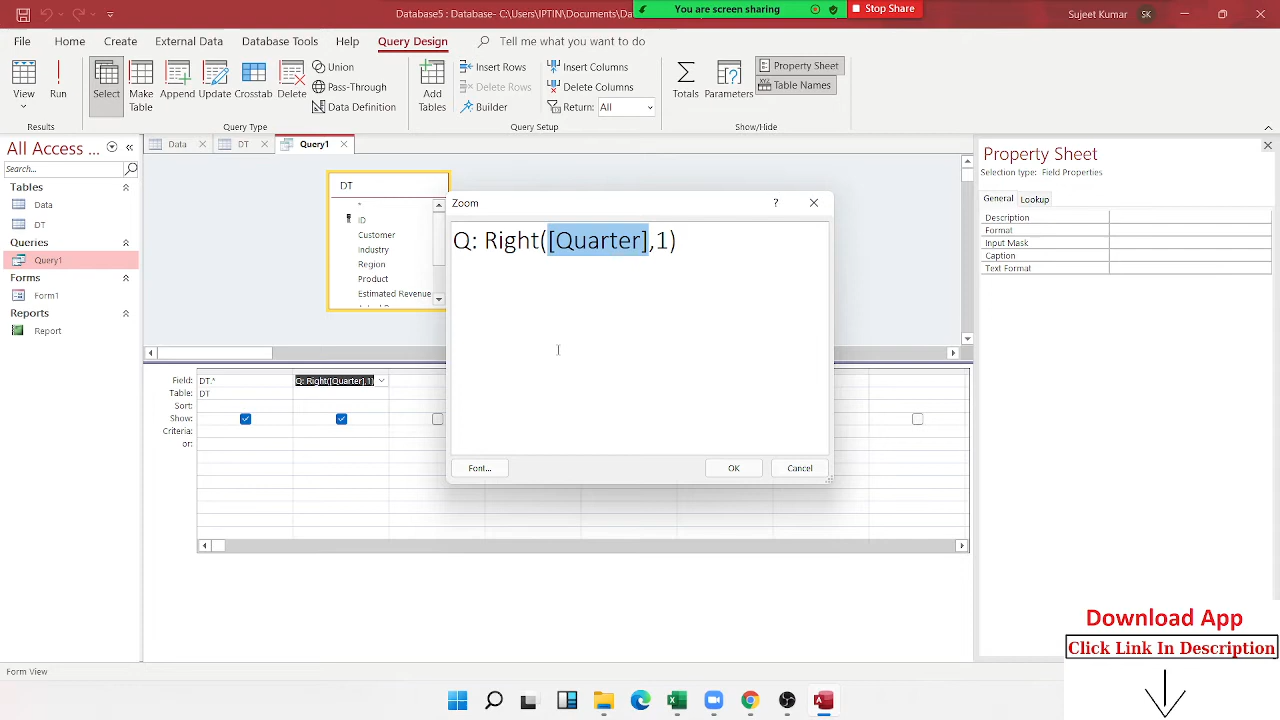 Database5 : Database- C:\Users\IPTIN\Documents\Da
You are screen sharing
Stop Share
Sujeet Kumar
SK
File
Home
Create
External Data
Database Tools
Help
Query Design
Tell me what you want to do
View
Run
Select
Make Table
Append
Update
Crosstab
Delete
Union
Pass-Through
Data Definition
Add Tables
Insert Rows
Delete Rows
Builder
Insert Columns
Delete Columns
Return: All
Totals
Parameters
Property Sheet
Table Names
Results
Query Type
Query Setup
Show/Hide
All Access ...
Search...
Tables
Data
DT
Queries
Query1
Forms
Form1
Reports
Report
Data
DT
Query1
DT
*
ID
Customer
Industry
Region
Product
Estimated Revenue
Zoom
?
Q: Right([Quarter],1)
Font...
OK
Cancel
Field: DT.* Q: Right([Quarter],1)
Table: DT
Sort:
Show:
Criteria:
or:
Property Sheet
Selection type: Field Properties
General
Lookup
Description
Format
Input Mask
Caption
Text Format
Download App
Click Link In Description
Form View